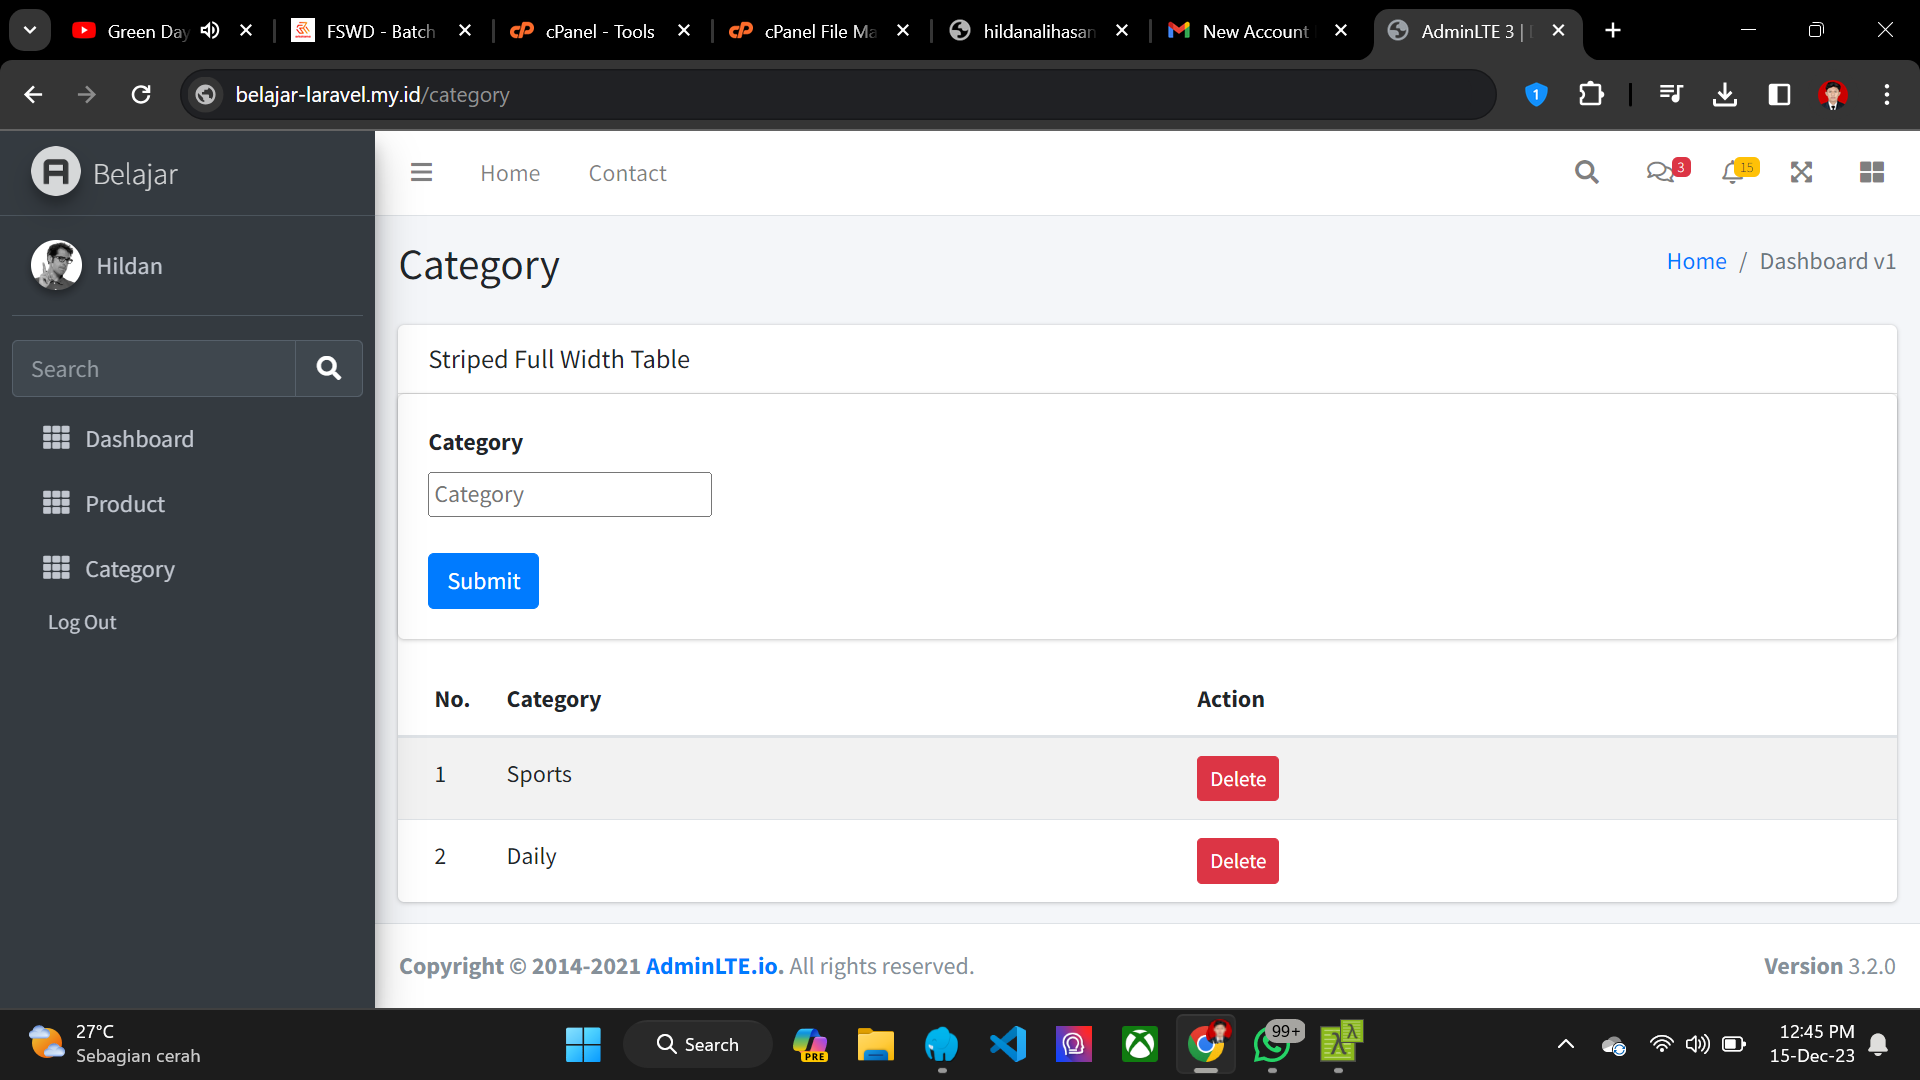 Green Day
FSWD - Batch
cPanel - Tools
cPanel File Ma
hildanalihasan
New Account
AdminLTE 3 |
belajar-laravel.my.id/category
1
Belajar
Home
Contact
3
15
Hildan
Category
Home / Dashboard v1
Search
Striped Full Width Table
Dashboard
Product
Category
Log Out
Category
Category
Submit
No. Category Action
1 Sports Delete
2 Daily Delete
Copyright © 2014-2021 AdminLTE.io. All rights reserved.
Version 3.2.0
27°C
Sebagian cerah
Search
PRE
99+
12:45 PM
15-Dec-23